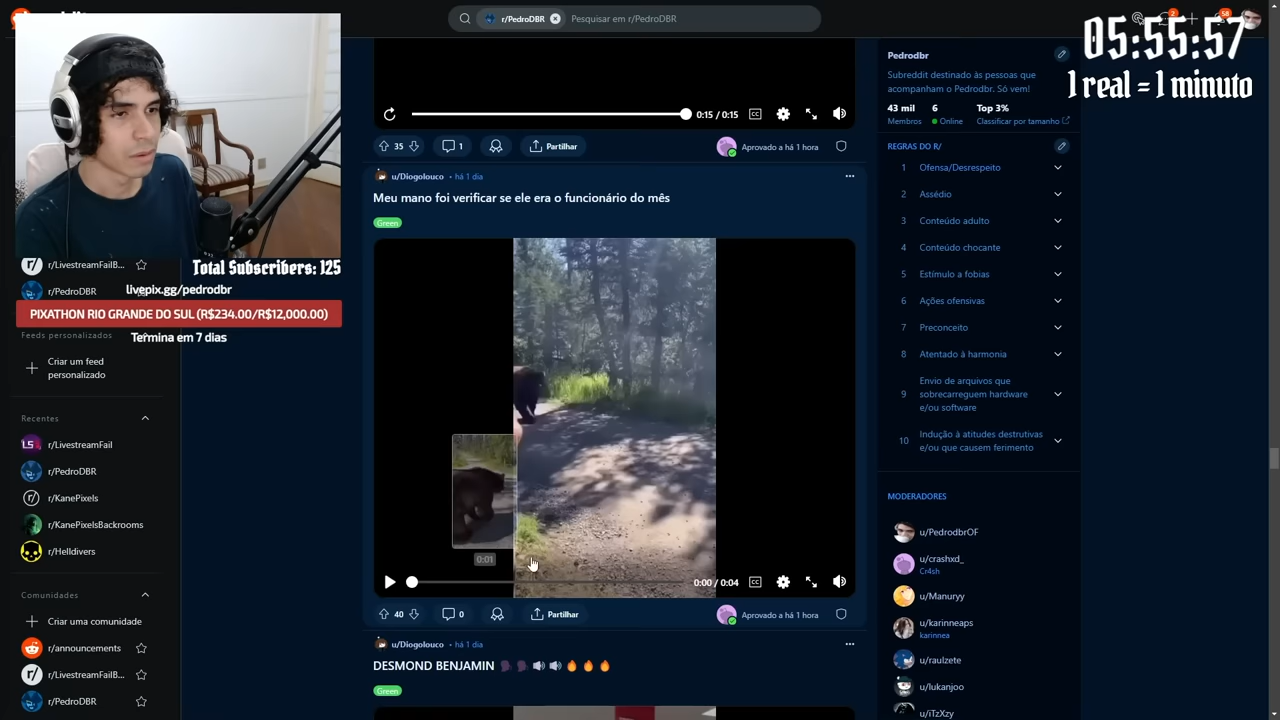 r/PedroDBR
Pesquisar em r/PedroDBR
2
58
05:55:57
1 real = 1 minuto
Total Subscribers: 125
livepix.gg/pedrodbr
PIXATHON RIO GRANDE DO SUL (R$234.00/R$12,000.00)
Termina em 7 dias
r/LivestreamFailB...
r/PedroDBR
Feeds personalizados
Criar um feed
personalizado
Recentes
r/LivestreamFail
r/PedroDBR
r/KanePixels
r/KanePixelsBackrooms
r/Helldivers
Comunidades
Criar uma comunidade
r/announcements
r/LivestreamFailB...
r/PedroDBR
0:15 / 0:15
CC
35
1
Partilhar
Aprovado a há 1 hora
u/Diogolouco • há 1 dia
Meu mano foi verificar se ele era o funcionário do mês
Green
0:01
0:00 / 0:04
CC
40
0
Partilhar
Aprovado a há 1 hora
u/Diogolouco • há 1 dia
DESMOND BENJAMIN 🗣️ 🗣️ 🔊 🔊 🔥 🔥 🔥
Green
Pedrodbr
Subreddit destinado às pessoas que
acompanham o Pedrodbr. Só vem!
43 mil 6 Top 3%
Membros Online Classificar por tamanho
REGRAS DO R/
1 Ofensa/Desrespeito
2 Assédio
3 Conteúdo adulto
4 Conteúdo chocante
5 Estímulo a fobias
6 Ações ofensivas
7 Preconceito
8 Atentado à harmonia
9 Envio de arquivos que
sobrecarreguem hardware
e/ou software
10 Indução à atitudes destrutivas
e/ou que causem ferimento
MODERADORES
u/PedrodbrOF
u/crashxd_
Cr4sh
u/Manuryy
u/karinneaps
karinnea
u/raulzete
u/lukanjoo
u/iTzXzy